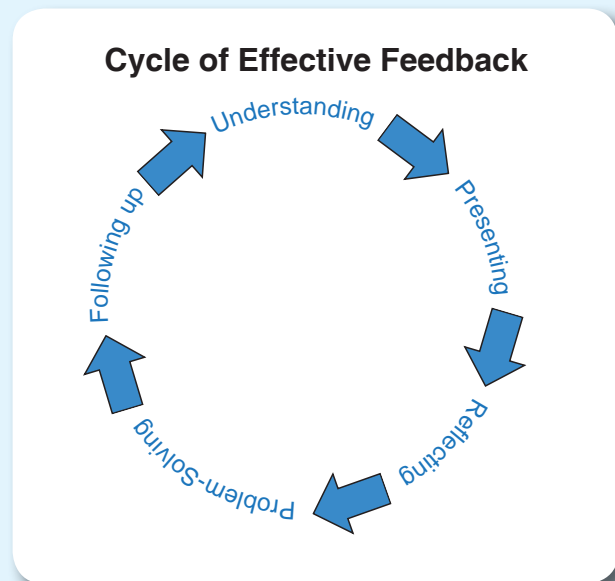 Cycle of Effective Feedback
Understanding
Presenting
Reflecting
Problem-Solving
Following up